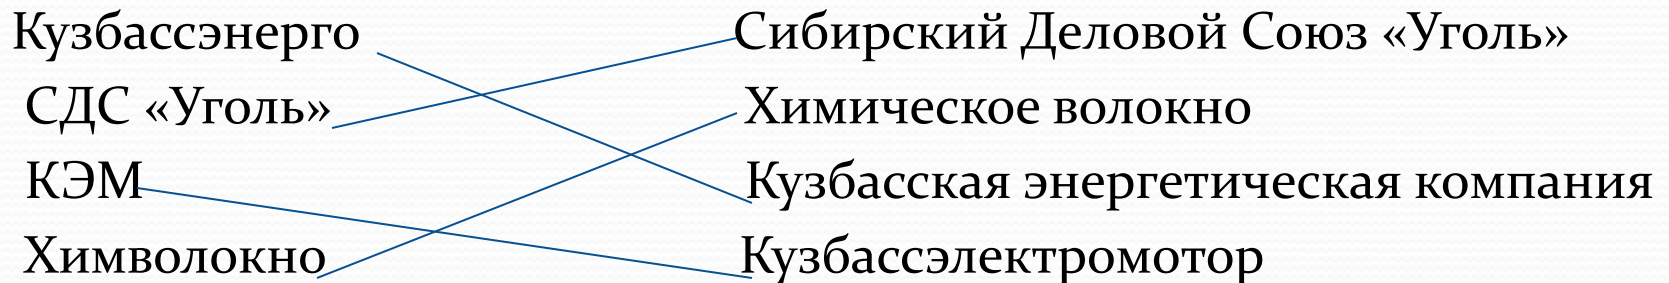 Кузбассэнерго
СДС «Уголь»
КЭМ
Химволокно
Сибирский Деловой Союз «Уголь»
Химическое волокно
Кузбасская энергетическая компания
Кузбассэлектромотор